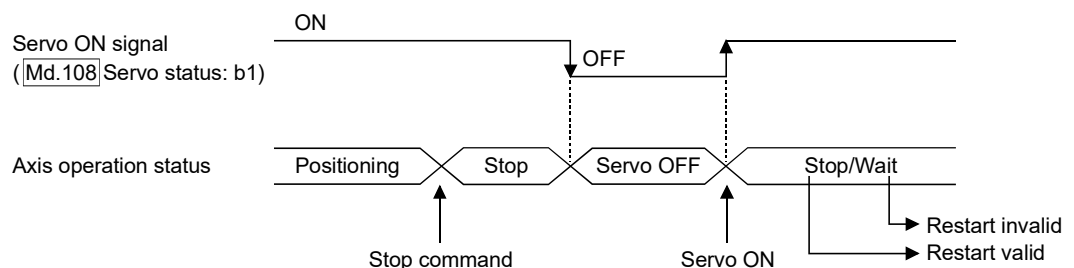 ON
Servo ON signal
( Md.108 Servo status: b1)
OFF
Axis operation status
Positioning
Stop
Servo OFF
Stop/Wait
Restart invalid
Restart valid
Stop command
Servo ON